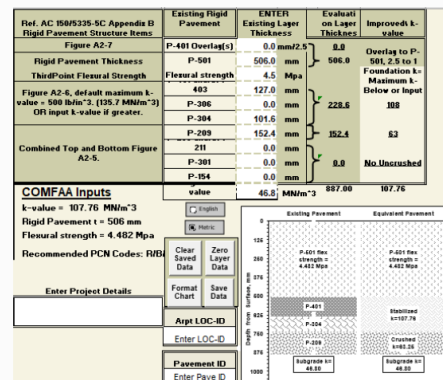 Ref. AC 150/5335-5C Appendix B
Rigid Pavement Structure Items
Existing Rigid
Pavement
ENTER
Existing Layer
Thickness
Evaluati
on Layer
Thicknes
Improved k-
value
Figure A2-7
P-401 Overlag(s)
0.0 mm/2.5
0.0
Overlay to P-
501, 2.5 to 1
Rigid Pavement Thickness
P-501
506.0 mm
506.0
ThirdPoint Flexural Strength
Flexural strength
4.5 Mpa
Foundation k=
Maximum k-
Below or Input
Figure A2-6, default maximum k-
value = 500 lb/in^3. (135.7 MN/m^3)
OR input k-value if greater.
403
127.0 mm
P-306
0.0 mm
228.6
108
P-304
101.6 mm
P-209
152.4 mm
152.4
63
Combined Top and Bottom Figure
A2-5.
211
0.0 mm
P-301
0.0 mm
0.0
No Uncrushed
P-154
0.0 mm
value
46.8 MN/m^3
887.00
107.76
COMFAA Inputs
k-value = 107.76 MN/m^3
Rigid Pavement t = 506 mm
Flexural strength = 4.482 Mpa
Recommended PCN Codes: R/B/
English
Metric
Clear
Saved
Data
Zero
Layer
Data
Format
Chart
Save
Data
Enter Project Details
Arpt LOC-ID
Enter LOC-ID
Pavement ID
Enter Pave ID
Existing Pavement
Equivalent Pavement
Depth from Surface, mm
0
125
250
375
500
625
750
875
1000
P-501 flex
strength =
4.482 Mpa
P-501 flex
strength =
4.482 Mpa
P-401
P-304
P-209
Subgrade k=
46.80
Stabilized
k=107.76
Crushed
Subgrade k=
46.80